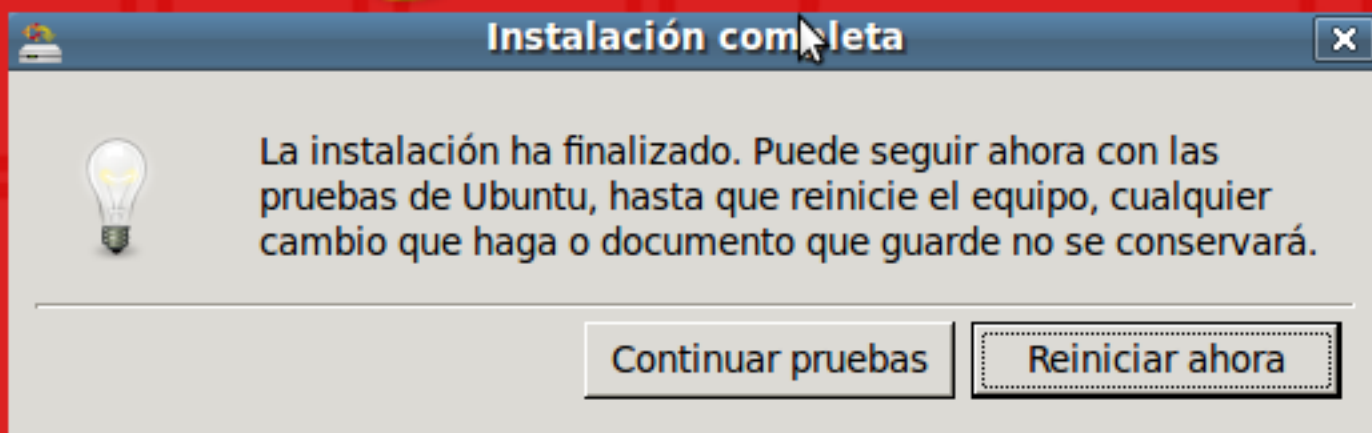 Instalación completa
La instalación ha finalizado. Puede seguir ahora con las
pruebas de Ubuntu, hasta que reinicie el equipo, cualquier
cambio que haga o documento que guarde no se conservará.
Continuar pruebas
Reiniciar ahora